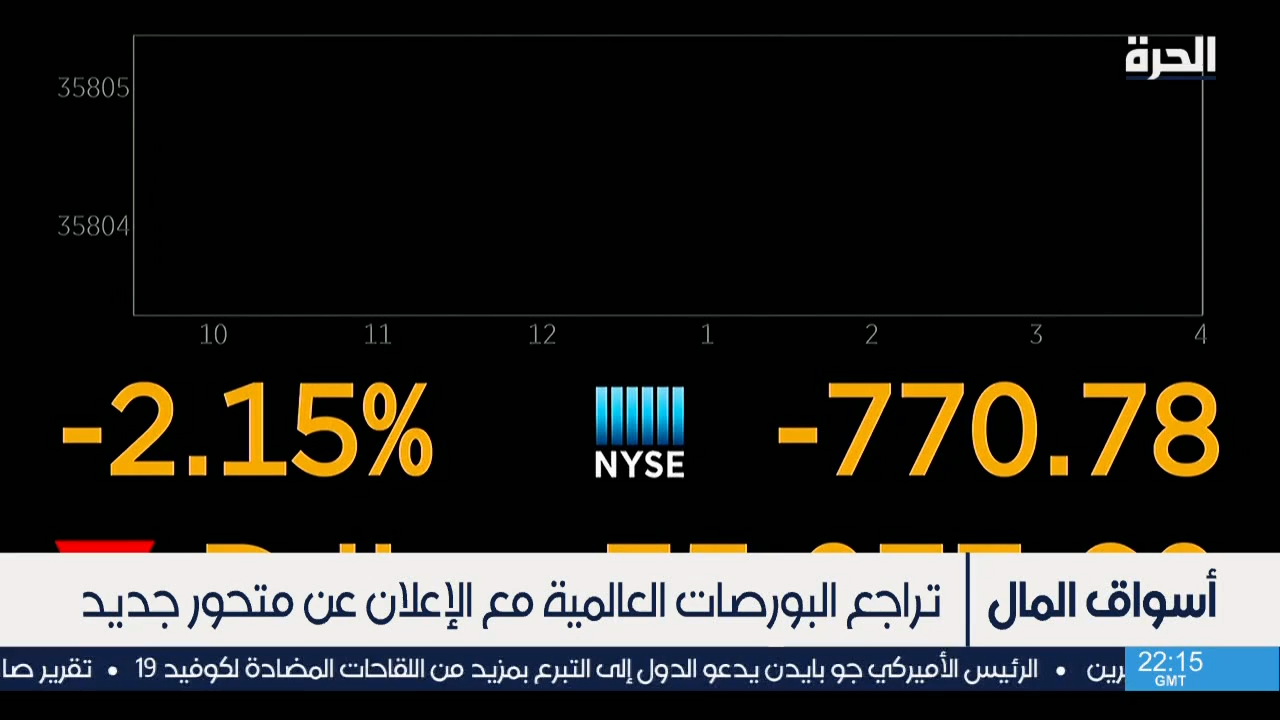 الحرة
35805
35804
10 11 12 1 2 3 4
-2.15% NYSE -770.78
أسواق المال
تراجع البورصات العالمية مع الإعلان عن متحور جديد
الرئيس الأميركي جو بايدن يدعو الدول إلى التبرع بمزيد من اللقاحات المضادة لكوفيد 19 • تقرير
22:15
GMT